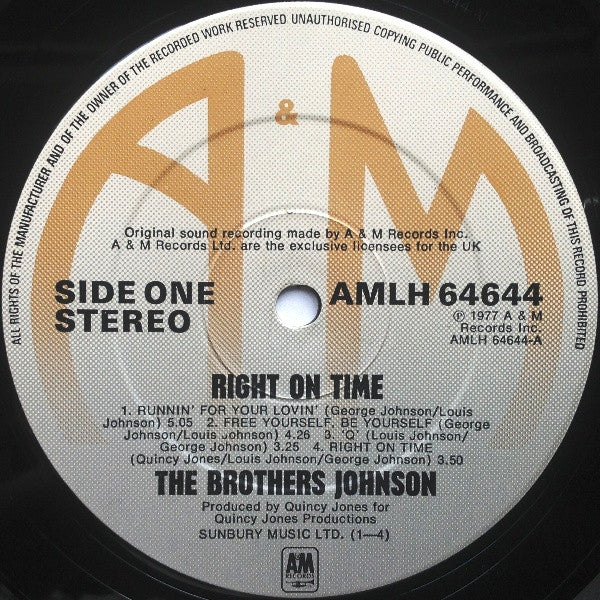 ALL RIGHTS OF THE MANUFACTURER AND OF THE OWNER OF THE RECORDED WORK RESERVED UNAUTHORISED COPYING PUBLIC PERFORMANCE AND BROADCASTING OF THIS RECORD PROHIBITED
A & M
Original sound recording made by A & M Records Inc.
A & M Records Ltd. are the exclusive licensees for the UK
SIDE ONE
STEREO
AMLH 64644
℗ 1977 A & M
Records Inc.
AMLH 64644-A
RIGHT ON TIME
1. RUNNIN' FOR YOUR LOVIN' (George Johnson/Louis
Johnson) 5.05 2. FREE YOURSELF, BE YOURSELF (George
Johnson/Louis Johnson) 4.26 3. 'Q' (Louis Johnson/
George Johnson) 3.25 4. RIGHT ON TIME
(Quincy Jones/Louis Johnson/George Johnson) 3.50
THE BROTHERS JOHNSON
Produced by Quincy Jones for
Quincy Jones Productions
SUNBURY MUSIC LTD. (1—4)
A&M
RECORDS